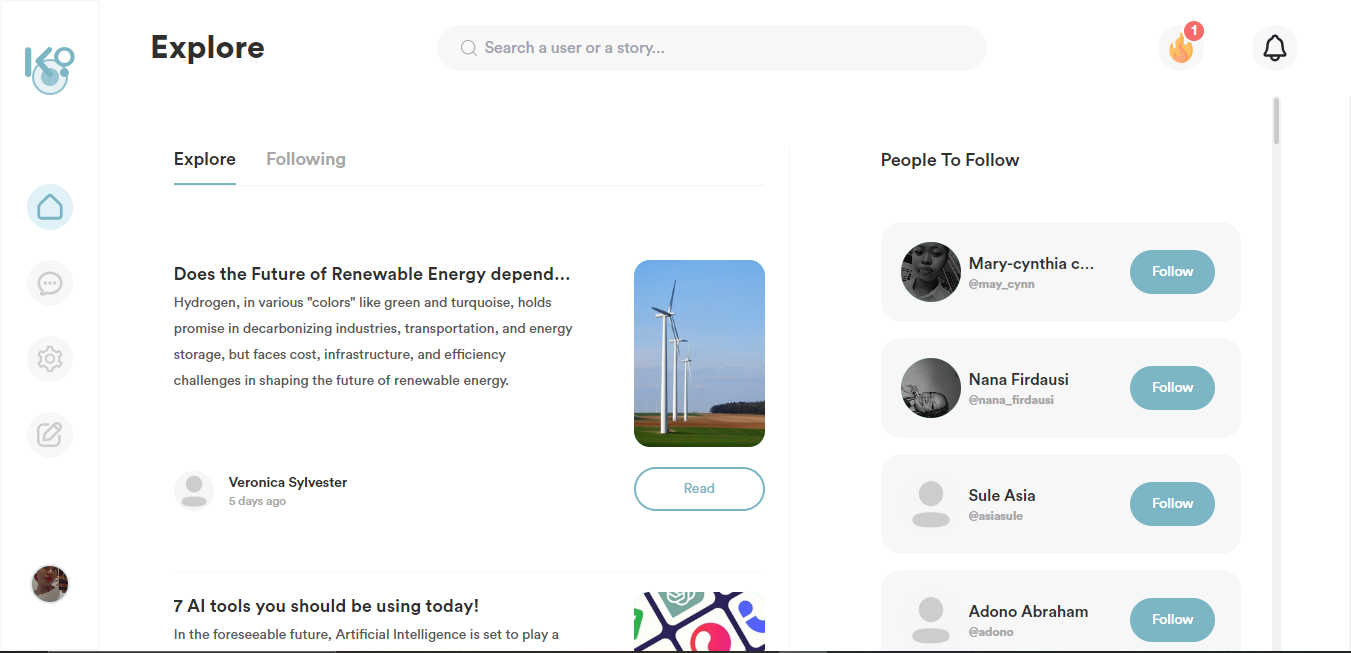 Explore
Search a user or a story...
1
Explore
Following
Does the Future of Renewable Energy depend...
Hydrogen, in various "colors" like green and turquoise, holds
promise in decarbonizing industries, transportation, and energy
storage, but faces cost, infrastructure, and efficiency
challenges in shaping the future of renewable energy.
Veronica Sylvester
5 days ago
Read
7 AI tools you should be using today!
In the foreseeable future, Artificial Intelligence is set to play a
People To Follow
Mary-cynthia c...
@may_cynn
Follow
Nana Firdausi
@nana_firdausi
Follow
Sule Asia
@asiasule
Follow
Adono Abraham
@adono
Follow